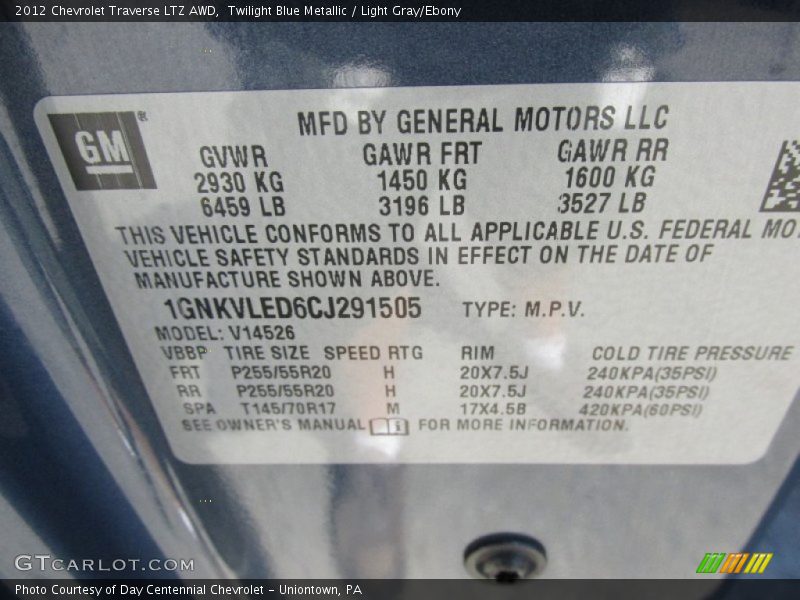 2012 Chevrolet Traverse LTZ AWD, Twilight Blue Metallic / Light Gray/Ebony
GM®
MFD BY GENERAL MOTORS LLC
GVWR GAWR FRT GAWR RR
2930 KG 1450 KG 1600 KG
6459 LB 3196 LB 3527 LB
THIS VEHICLE CONFORMS TO ALL APPLICABLE U.S. FEDERAL MO
VEHICLE SAFETY STANDARDS IN EFFECT ON THE DATE OF
MANUFACTURE SHOWN ABOVE.
1GNKVLED6CJ291505 TYPE: M.P.V.
MODEL: V14526
VBBP TIRE SIZE SPEED RTG RIM COLD TIRE PRESSURE
FRT P255/55R20 H 20X7.5J 240KPA(35PSI)
RR P255/55R20 H 20X7.5J 240KPA(35PSI)
SPA T145/70R17 M 17X4.5B 420KPA(60PSI)
SEE OWNER'S MANUAL FOR MORE INFORMATION.
GTCARLOT.COM
Photo Courtesy of Day Centennial Chevrolet - Uniontown, PA